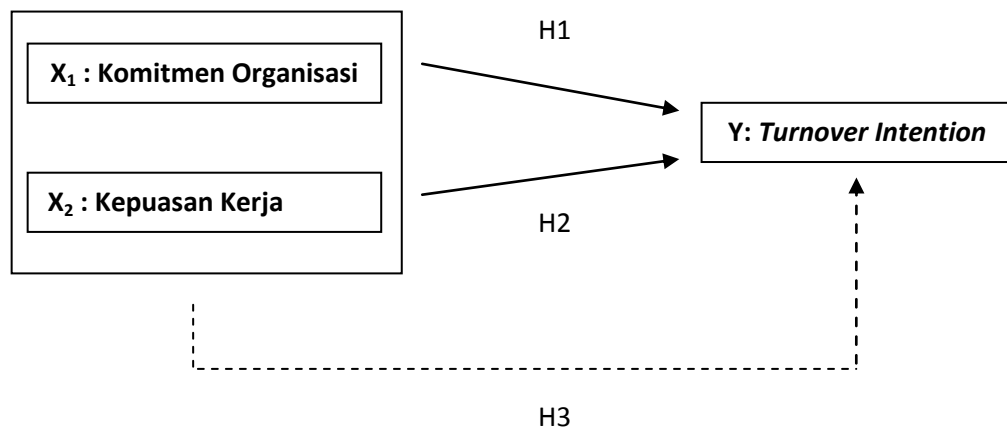 H1
X₁ : Komitmen Organisasi
Y: Turnover Intention
X₂ : Kepuasan Kerja
H2
H3